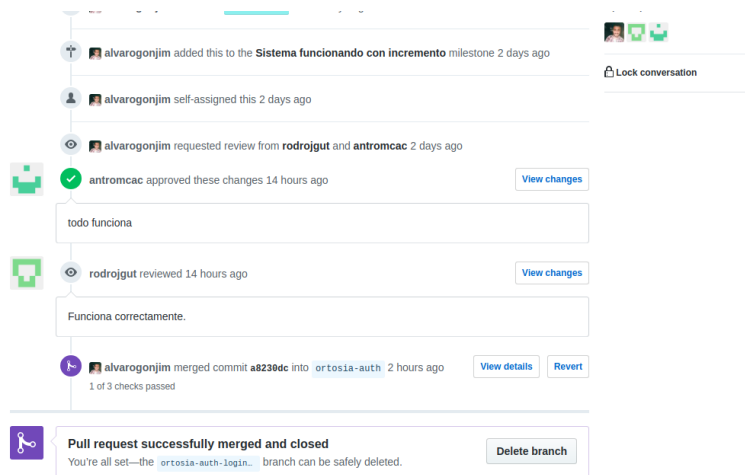 alvarogonjim added this to the Sistema funcionando con incremento milestone 2 days ago
Lock conversation
alvarogonjim self-assigned this 2 days ago
alvarogonjim requested review from rodrojgut and antromcac 2 days ago
antromcac approved these changes 14 hours ago
View changes
todo funciona
rodrojgut reviewed 14 hours ago
View changes
Funciona correctamente.
alvarogonjim merged commit a8230dc into ortosia-auth 2 hours ago
View details
Revert
1 of 3 checks passed
Pull request successfully merged and closed
You're all set—the ortosia-auth-login… branch can be safely deleted.
Delete branch